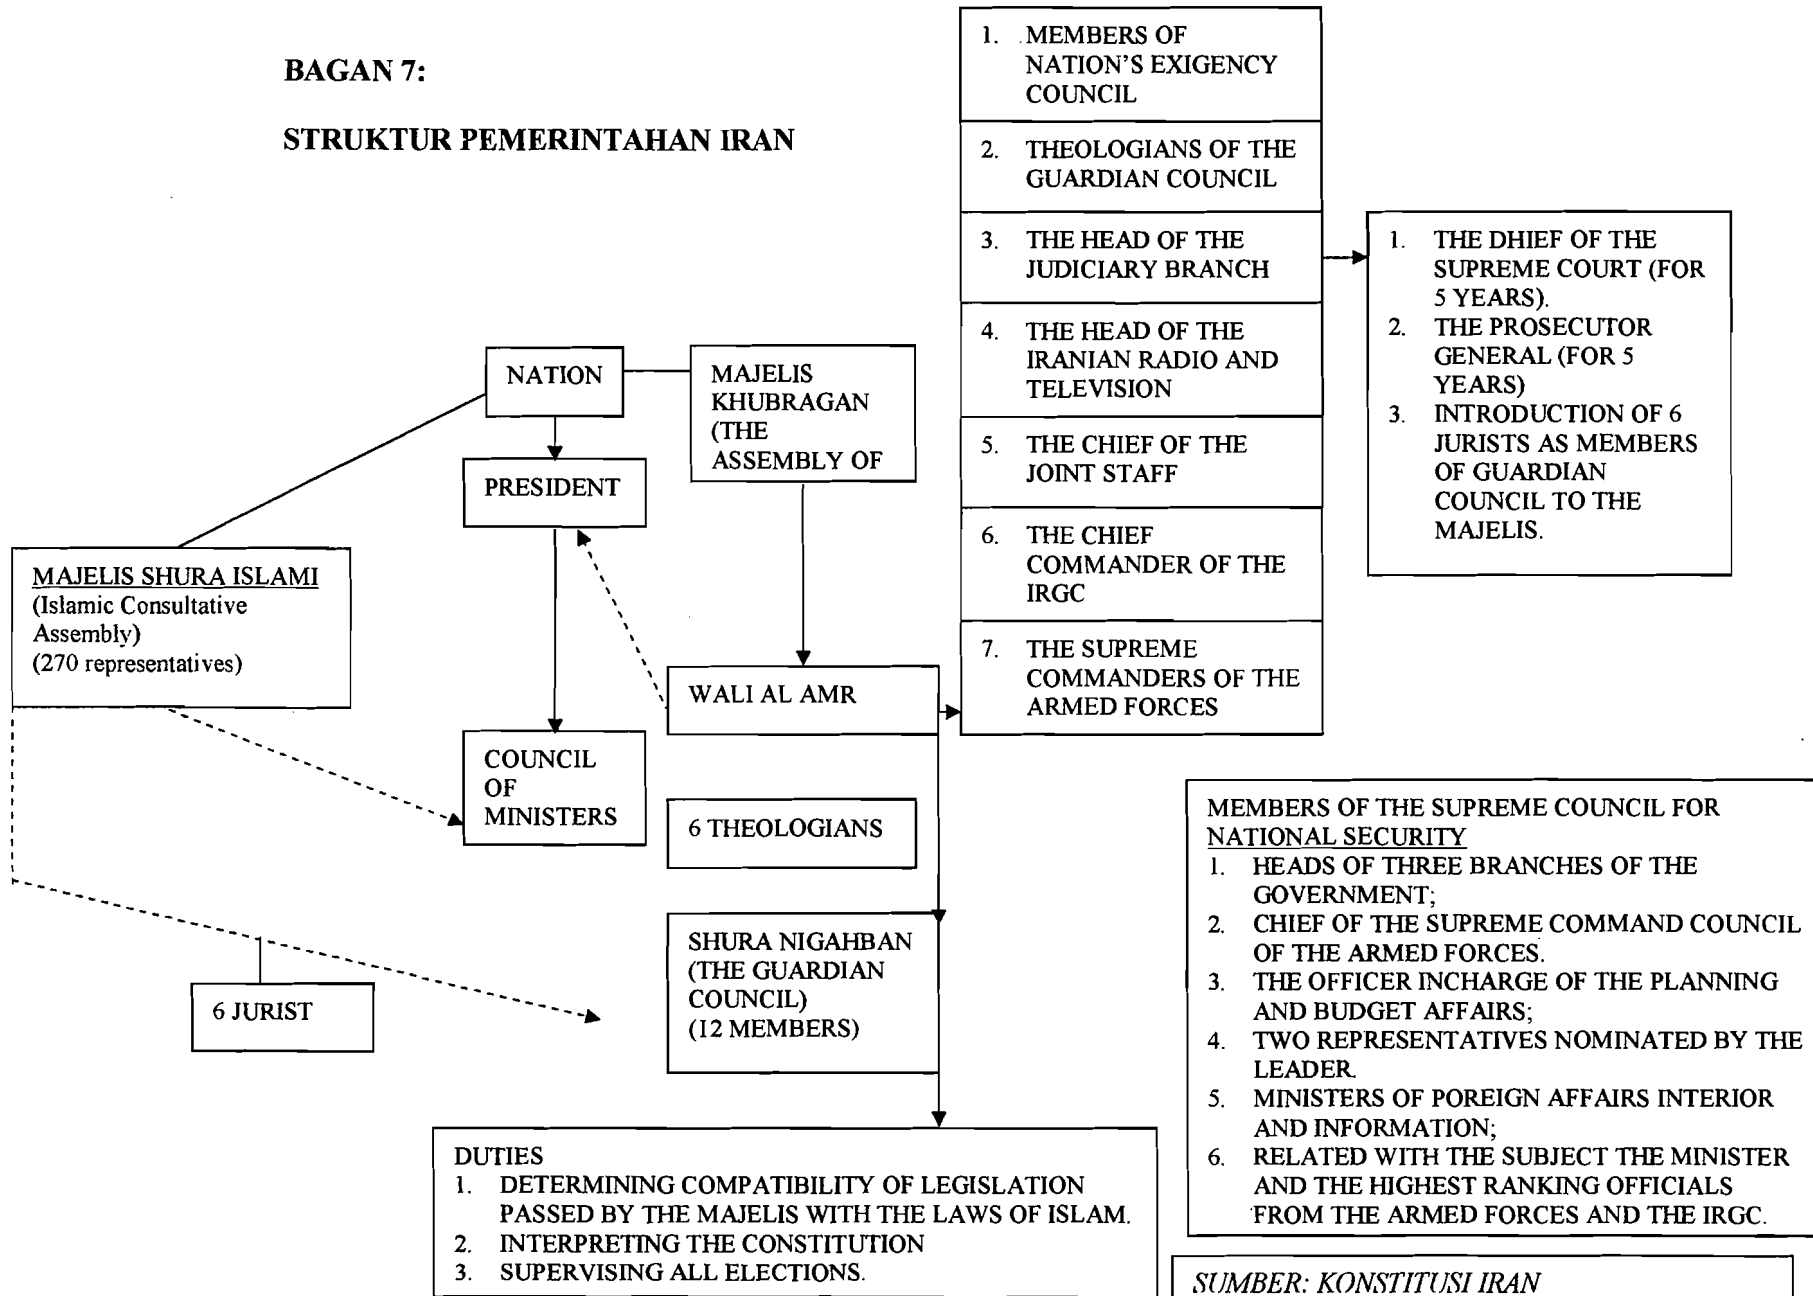 BAGAN 7:
STRUKTUR PEMERINTAHAN IRAN
1. MEMBERS OF
NATION'S EXIGENCY
COUNCIL
2. THEOLOGIANS OF THE
GUARDIAN COUNCIL
3. THE HEAD OF THE
JUDICIARY BRANCH
4. THE HEAD OF THE
IRANIAN RADIO AND
TELEVISION
5. THE CHIEF OF THE
JOINT STAFF
6. THE CHIEF
COMMANDER OF THE
IRGC
7. THE SUPREME
COMMANDERS OF THE
ARMED FORCES
1. THE DHIEF OF THE
SUPREME COURT (FOR
5 YEARS).
2. THE PROSECUTOR
GENERAL (FOR 5
YEARS)
3. INTRODUCTION OF 6
JURISTS AS MEMBERS
OF GUARDIAN
COUNCIL TO THE
MAJELIS.
NATION
MAJELIS
KHUBRAGAN
(THE
ASSEMBLY OF
PRESIDENT
MAJELIS SHURA ISLAMI
(Islamic Consultative
Assembly)
(270 representatives)
WALI AL AMR
COUNCIL
OF
MINISTERS
6 THEOLOGIANS
SHURA NIGAHBAN
(THE GUARDIAN
COUNCIL)
(12 MEMBERS)
6 JURIST
MEMBERS OF THE SUPREME COUNCIL FOR
NATIONAL SECURITY
1. HEADS OF THREE BRANCHES OF THE
GOVERNMENT;
2. CHIEF OF THE SUPREME COMMAND COUNCIL
OF THE ARMED FORCES.
3. THE OFFICER INCHARGE OF THE PLANNING
AND BUDGET AFFAIRS;
4. TWO REPRESENTATIVES NOMINATED BY THE
LEADER.
5. MINISTERS OF POREIGN AFFAIRS INTERIOR
AND INFORMATION;
6. RELATED WITH THE SUBJECT THE MINISTER
AND THE HIGHEST RANKING OFFICIALS
FROM THE ARMED FORCES AND THE IRGC.
DUTIES
1. DETERMINING COMPATIBILITY OF LEGISLATION
PASSED BY THE MAJELIS WITH THE LAWS OF ISLAM.
2. INTERPRETING THE CONSTITUTION
3. SUPERVISING ALL ELECTIONS.
SUMBER: KONSTITUSI IRAN